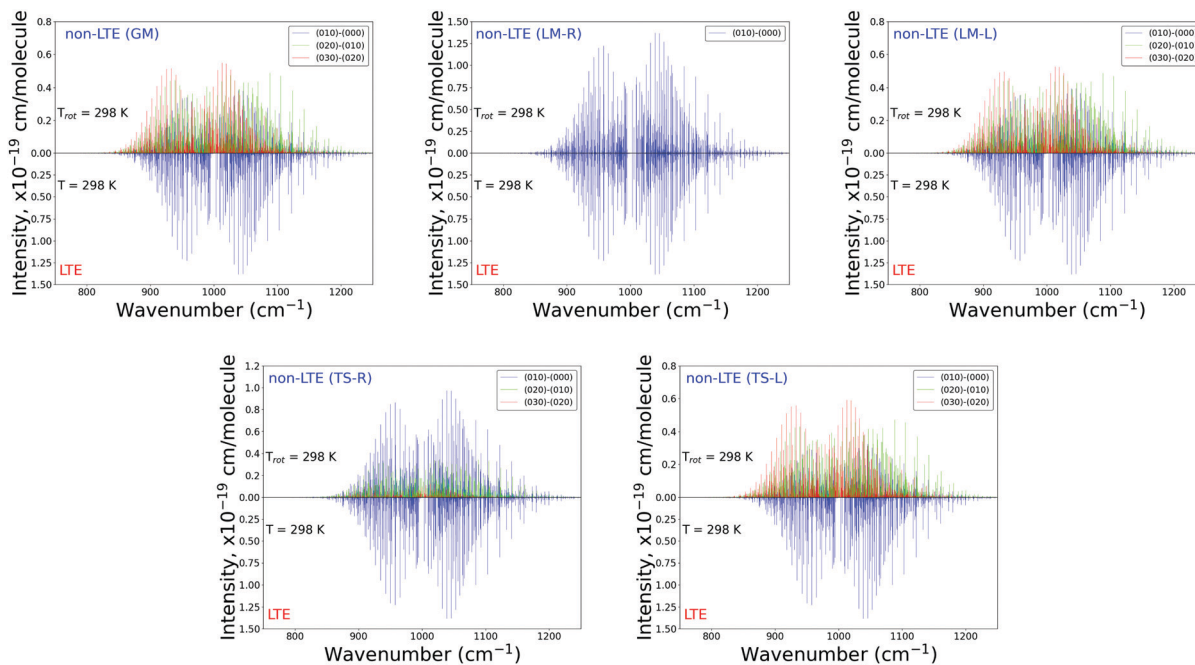 Intensity, x10⁻¹⁹ cm/molecule
0.8
0.6
0.4
0.2
0.00
0.25
0.50
0.75
1.00
1.25
1.50
non-LTE (GM)
(010)-(000)
(020)-(010)
(030)-(020)
T_rot = 298 K
T = 298 K
LTE
800 900 1000 1100 1200
Wavenumber (cm⁻¹)
Intensity, x10⁻¹⁹ cm/molecule
1.50
1.25
1.00
0.75
0.50
0.25
0.00
0.25
0.50
0.75
1.00
1.25
1.50
non-LTE (LM-R)
(010)-(000)
T_rot = 298 K
T = 298 K
LTE
800 900 1000 1100 1200
Wavenumber (cm⁻¹)
Intensity, x10⁻¹⁹ cm/molecule
0.8
0.6
0.4
0.2
0.00
0.25
0.50
0.75
1.00
1.25
1.50
non-LTE (LM-L)
(010)-(000)
(020)-(010)
(030)-(020)
T_rot = 298 K
T = 298 K
LTE
800 900 1000 1100 1200
Wavenumber (cm⁻¹)
Intensity, x10⁻¹⁹ cm/molecule
1.2
1.0
0.8
0.6
0.4
0.2
0.00
0.25
0.50
0.75
1.00
1.25
1.50
non-LTE (TS-R)
(010)-(000)
(020)-(010)
(030)-(020)
T_rot = 298 K
T = 298 K
LTE
800 900 1000 1100 1200
Wavenumber (cm⁻¹)
Intensity, x10⁻¹⁹ cm/molecule
0.8
0.6
0.4
0.2
0.00
0.25
0.50
0.75
1.00
1.25
1.50
non-LTE (TS-L)
(010)-(000)
(020)-(010)
(030)-(020)
T_rot = 298 K
T = 298 K
LTE
800 900 1000 1100 1200
Wavenumber (cm⁻¹)